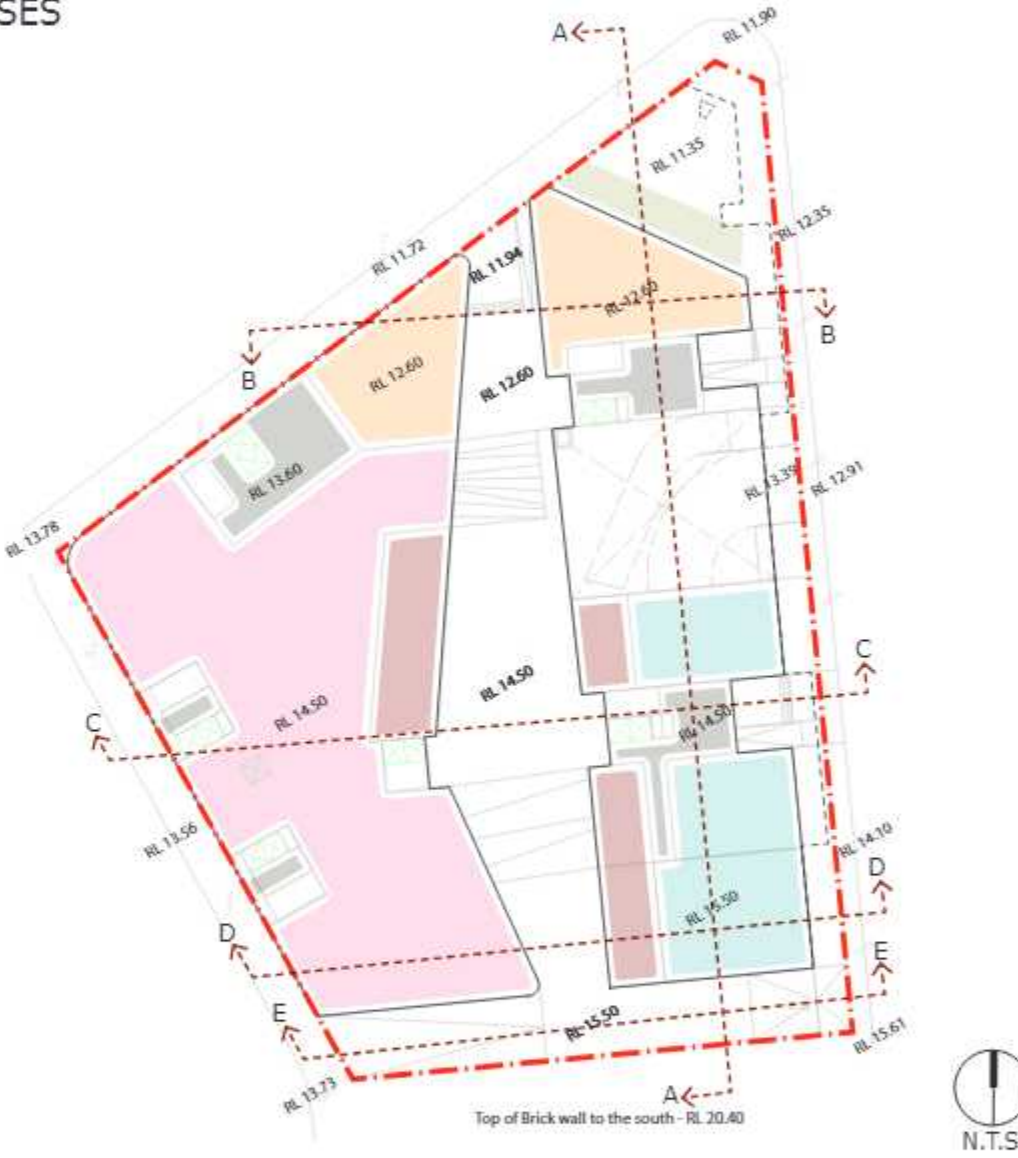 SES
A
RL 11.90
RL 11.35
RL 12.35
RL 11.72
RL 11.94
RL 12.60
B
B
RL 12.60
RL 12.60
RL 13.60
RL 13.39
RL 12.91
RL 13.78
C
RL 14.50
RL 14.50
RL 14.50
C
RL 13.56
RL 14.10
D
RL 15.50
D
E
E
RL 15.50
RL 15.61
RL 13.73
A
Top of Brick wall to the south - RL 20.40
N.T.S